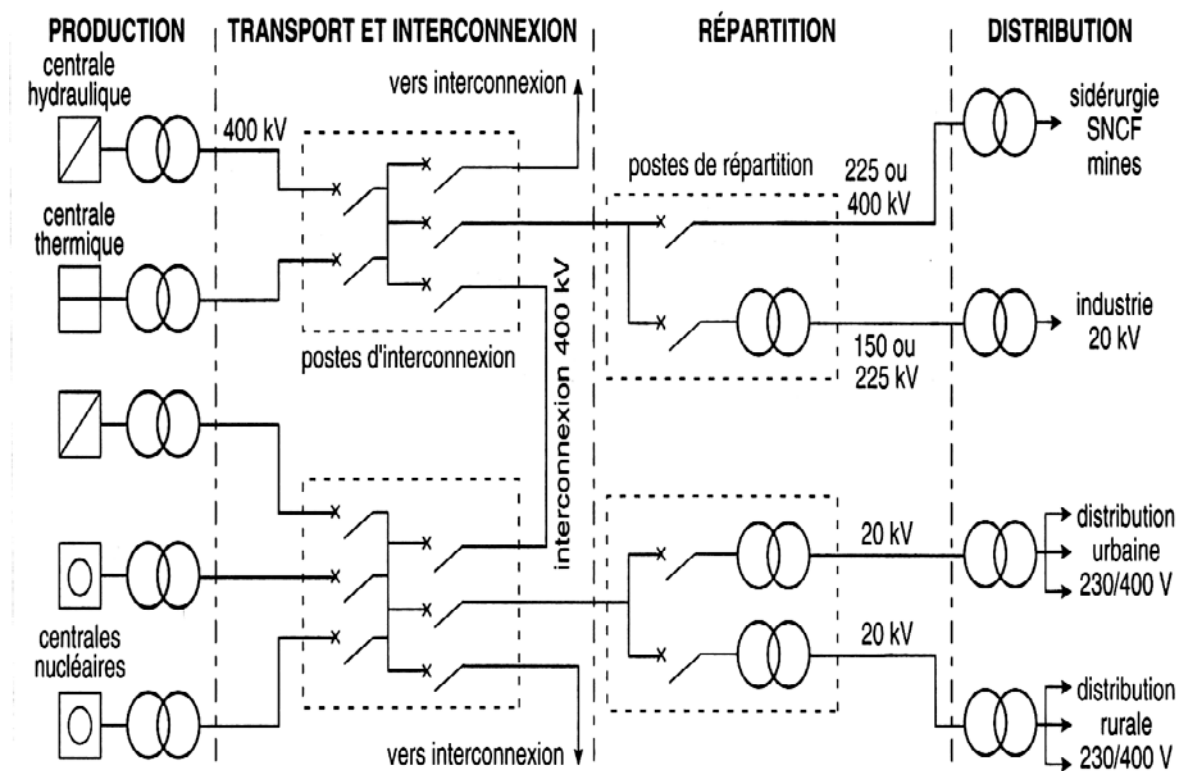 PRODUCTION
TRANSPORT ET INTERCONNEXION
RÉPARTITION
DISTRIBUTION
centrale
hydraulique
400 kV
vers interconnexion
postes de répartition
225 ou
400 kV
sidérurgie
SNCF
mines
centrale
thermique
postes d'interconnexion
interconnexion 400 kV
150 ou
225 kV
industrie
20 kV
20 kV
distribution
urbaine
230/400 V
centrales
nucléaires
20 kV
distribution
rurale
230/400 V
vers interconnexion